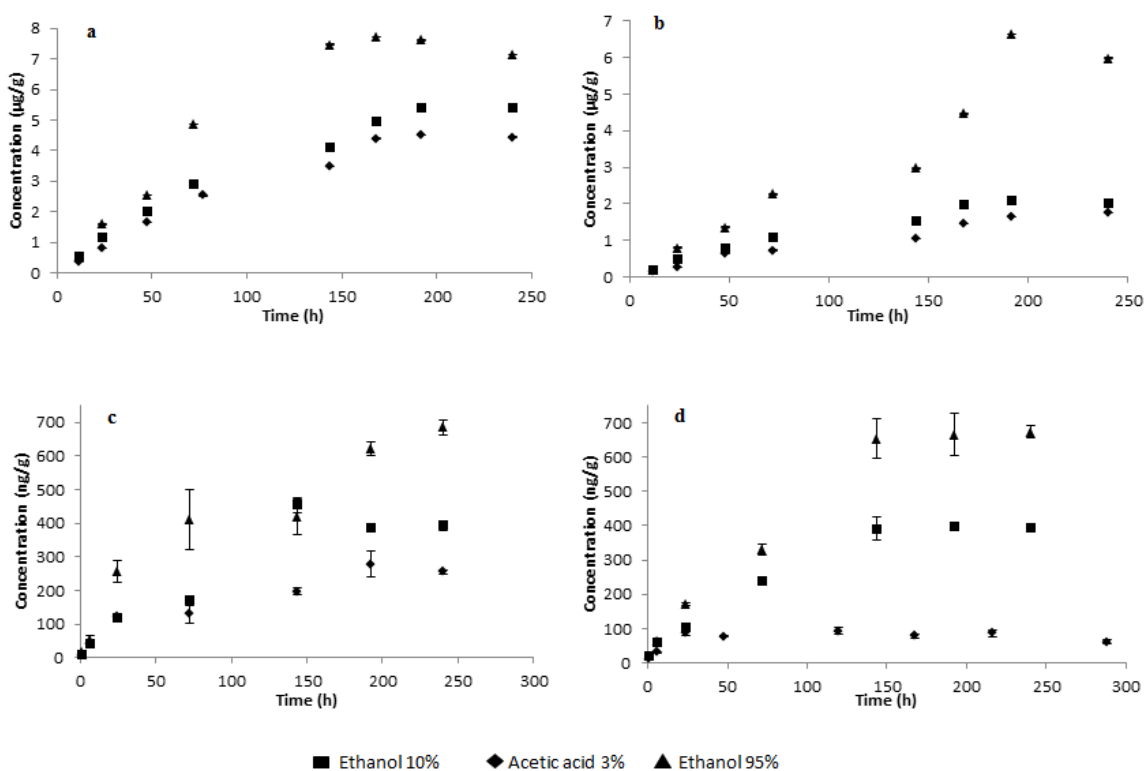 a
Concentration (µg/g)
8
7
6
5
4
3
2
1
0
0 50 100 150 200 250
Time (h)
b
Concentration (µg/g)
7
6
5
4
3
2
1
0
0 50 100 150 200 250
Time (h)
c
Concentration (ng/g)
700
600
500
400
300
200
100
0
0 50 100 150 200 250 300
Time (h)
d
Concentration (ng/g)
700
600
500
400
300
200
100
0
0 50 100 150 200 250 300
Time (h)
Ethanol 10% Acetic acid 3% Ethanol 95%